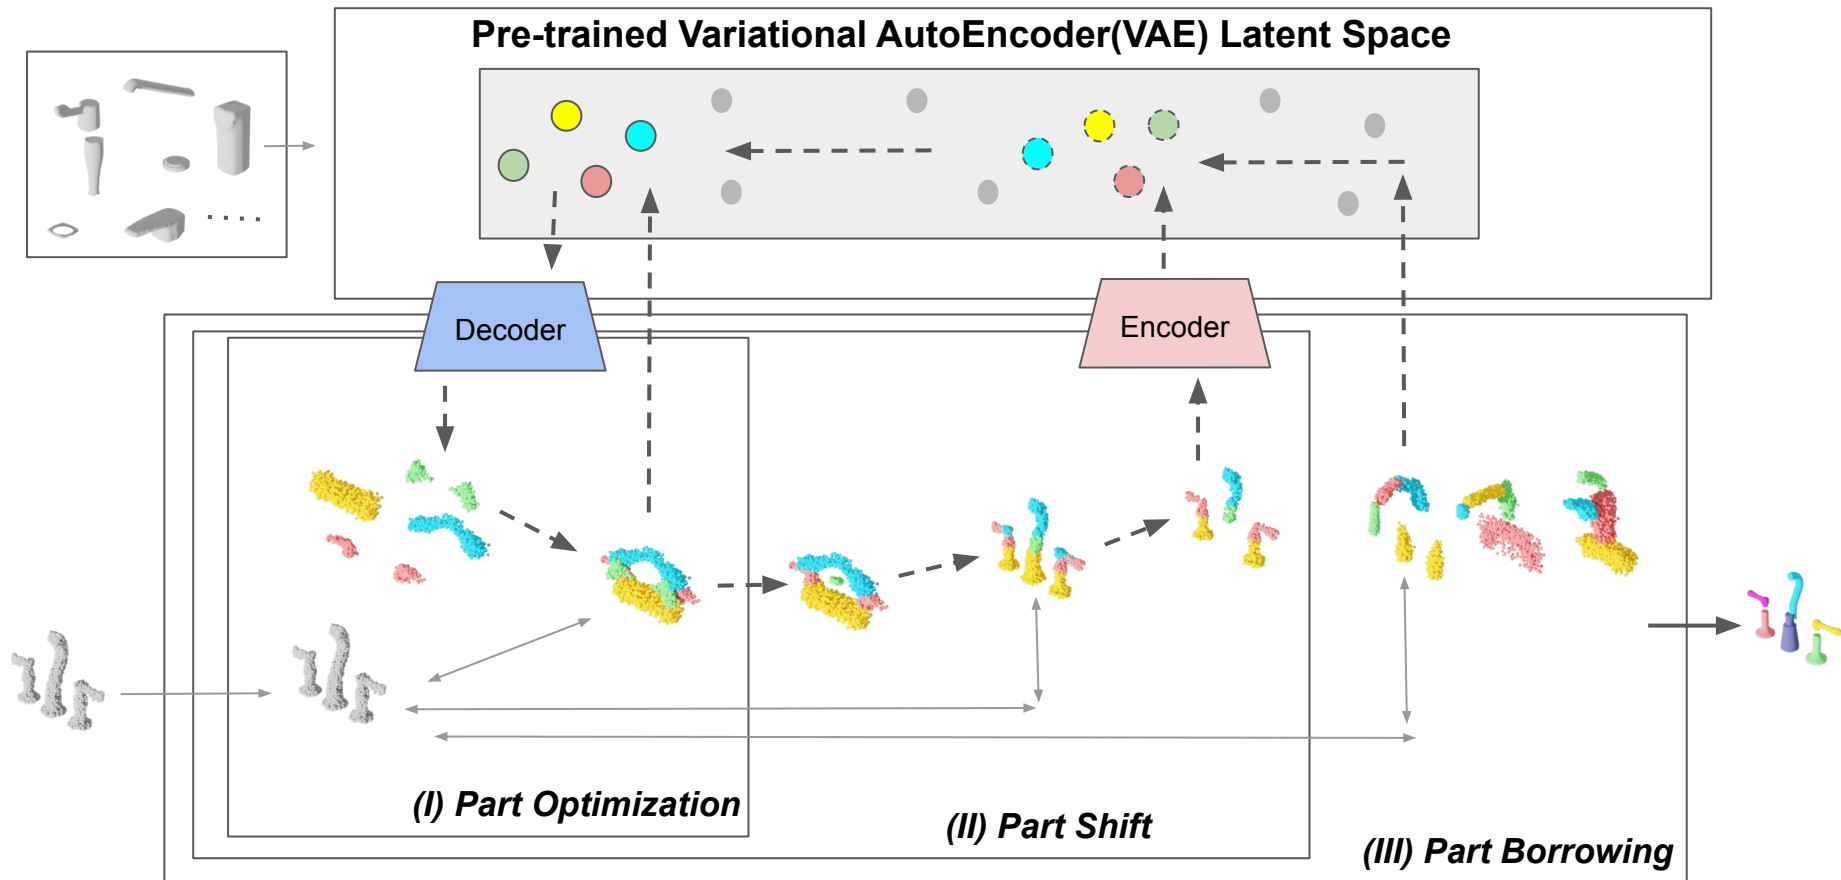 Pre-trained Variational AutoEncoder(VAE) Latent Space
Decoder
Encoder
(I) Part Optimization
(II) Part Shift
(III) Part Borrowing